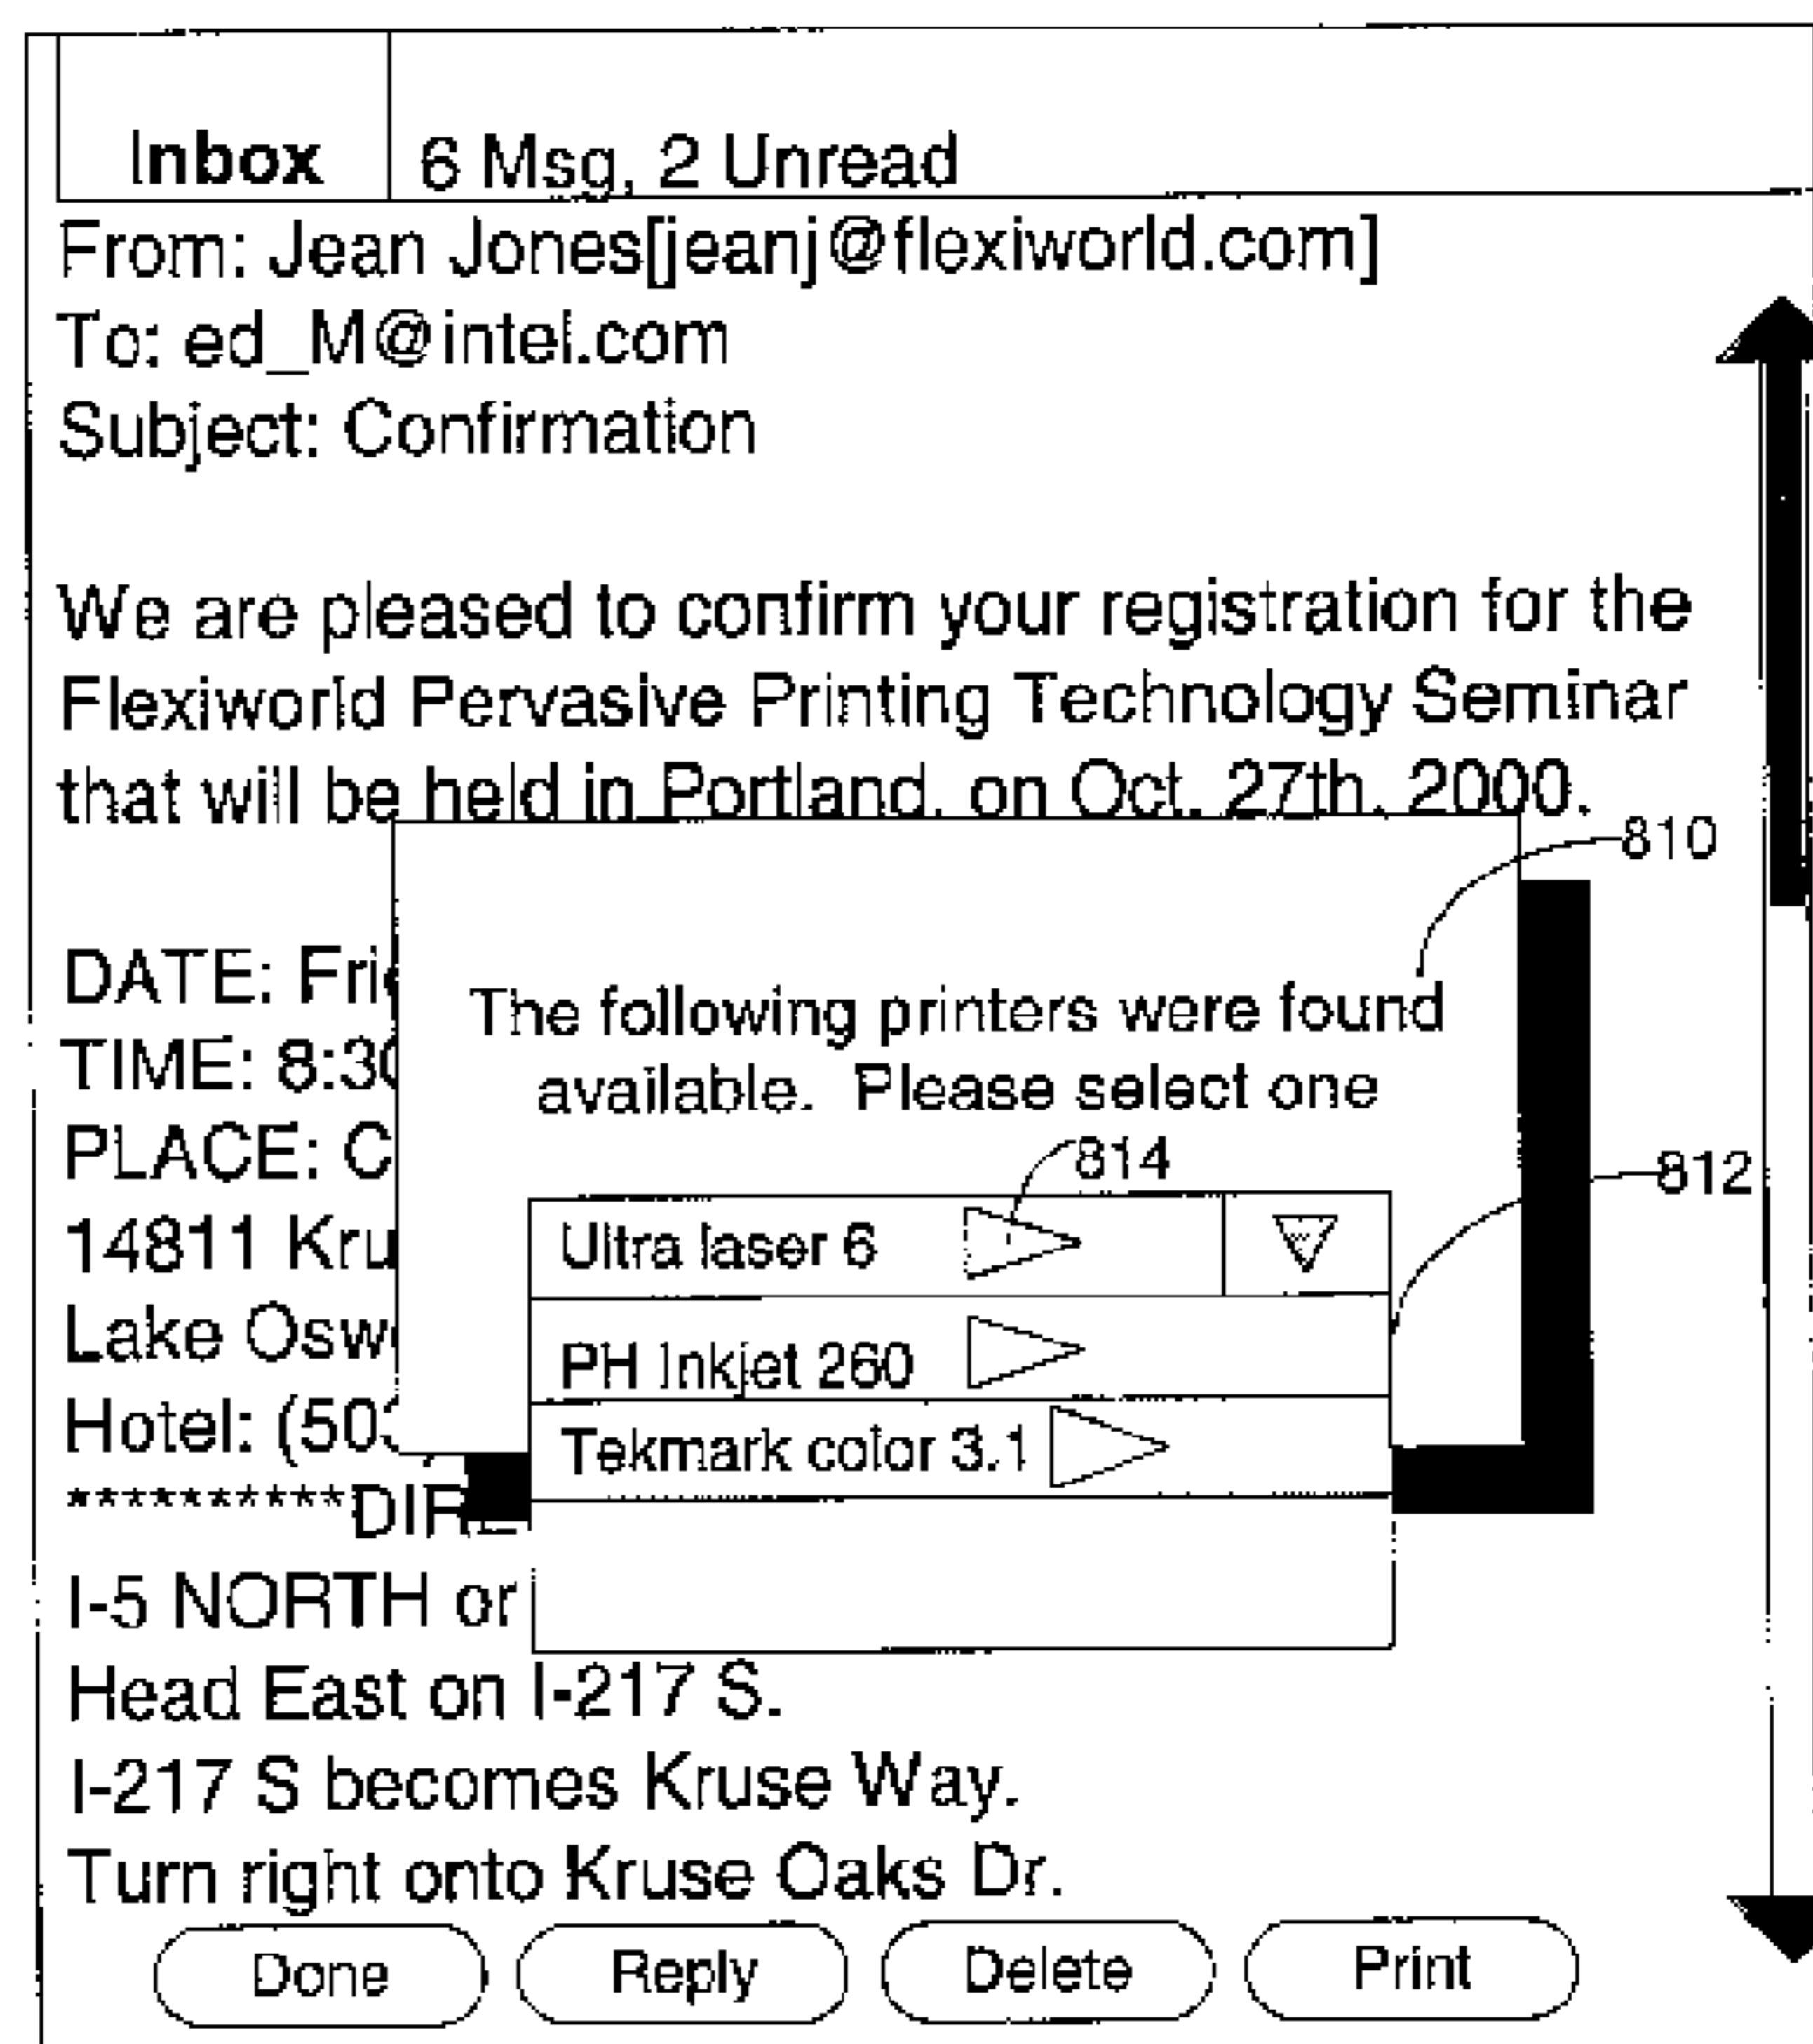 Inbox 6 Msg, 2 Unread
From: Jean Jones[jeanj@flexiworld.com]
To: ed_M@intel.com
Subject: Confirmation
We are pleased to confirm your registration for the
Flexiworld Pervasive Printing Technology Seminar
that will be held in Portland, on Oct. 27th, 2000.
810
DATE: Fri
The following printers were found
available. Please select one
TIME: 8:30
PLACE: C
814
812
14811 Kru
Ultra laser 6
Lake Osw
PH Inkjet 260
Hotel: (503
Tekmark color 3.1
**********DIR
I-5 NORTH or
Head East on I-217 S.
I-217 S becomes Kruse Way.
Turn right onto Kruse Oaks Dr.
Done Reply Delete Print